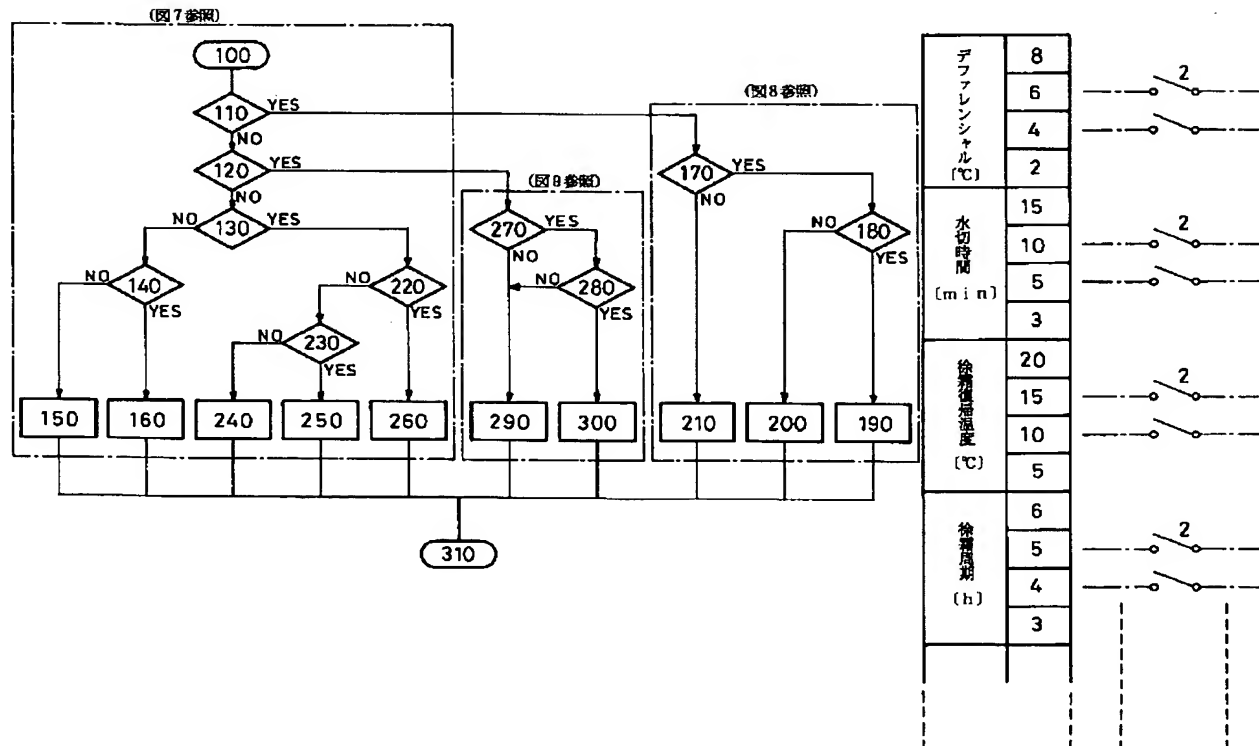 (図7参照)
100
110
YES
NO
120
YES
NO
130
NO
YES
140
NO
YES
220
NO
YES
230
NO
YES
150
160
240
250
260
(図9参照)
270
YES
NO
280
NO
YES
290
300
(図8参照)
170
YES
NO
180
NO
YES
210
200
190
310
デファレンシャル
〔℃〕
8
6
4
2
2
水切時間
〔min〕
15
10
5
3
2
徐霜復帰温度
〔℃〕
20
15
10
5
2
徐霜周期
〔h〕
6
5
4
3
2